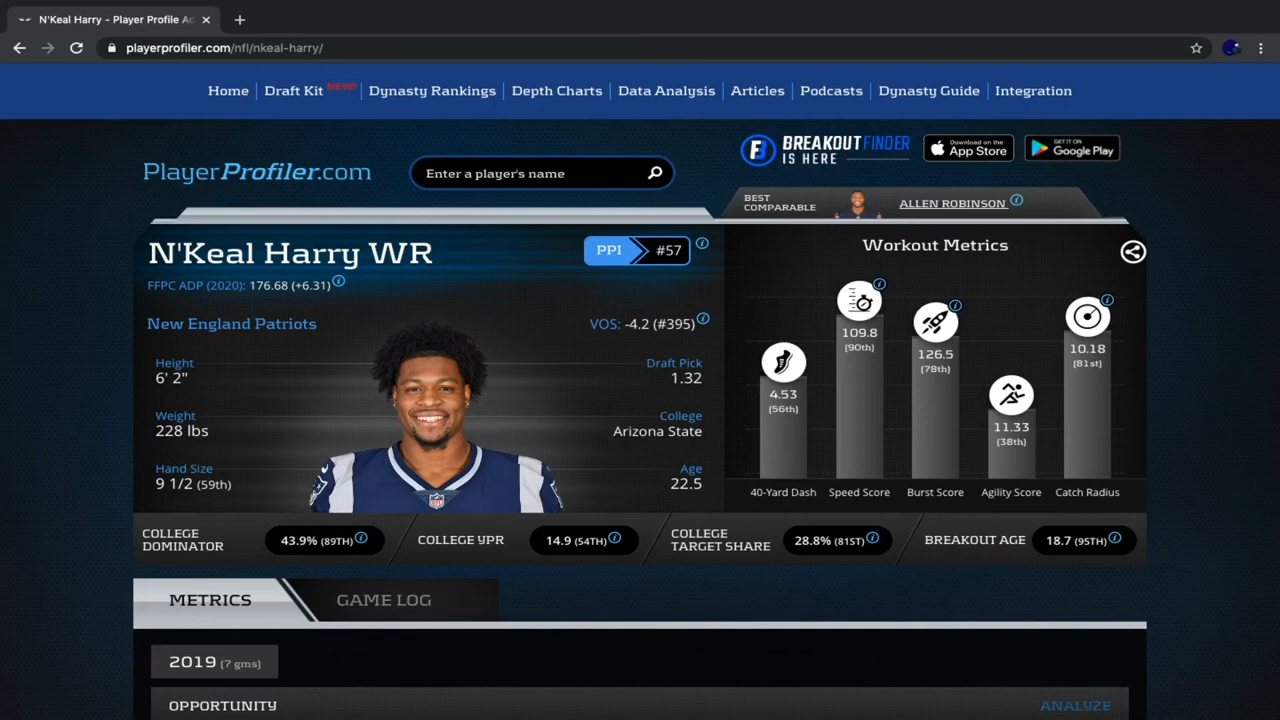 N'Keal Harry - Player Profile Ad
playerprofiler.com/nfl/nkeal-harry/
Home
Draft Kit NEW!
Dynasty Rankings
Depth Charts
Data Analysis
Articles
Podcasts
Dynasty Guide
Integration
PlayerProfiler.com
Enter a player's name
BREAKOUTFINDER
IS HERE
Download on the
App Store
GET IT ON
Google Play
BEST
COMPARABLE
ALLEN ROBINSON
N'Keal Harry WR
PPI #57
FFPC ADP (2020): 176.68 (+6.31)
New England Patriots
VOS: -4.2 (#395)
Height
6' 2"
Draft Pick
1.32
Weight
228 lbs
College
Arizona State
Hand Size
9 1/2 (59th)
Age
22.5
Workout Metrics
4.53
(56th)
109.8
(90th)
126.5
(78th)
11.33
(38th)
10.18
(81st)
40-Yard Dash
Speed Score
Burst Score
Agility Score
Catch Radius
COLLEGE
DOMINATOR
43.9% (89TH)
COLLEGE YPR
14.9 (54TH)
COLLEGE
TARGET SHARE
28.8% (81ST)
BREAKOUT AGE
18.7 (95TH)
METRICS
GAME LOG
2019 (7 gms)
OPPORTUNITY
ANALYZE